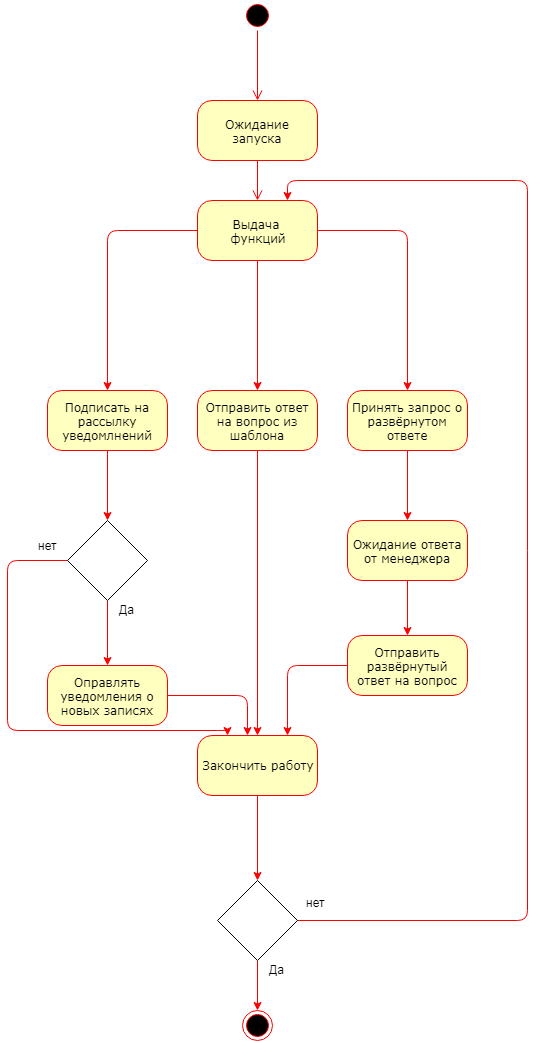 Ожидание
запуска
Выдача
функций
Подписать на
рассылку
уведомлнений
Отправить ответ
на вопрос из
шаблона
Принять запрос о
развёрнутом
ответе
нет
Ожидание ответа
от менеджера
Да
Оправлять
уведомления о
новых записях
Отправить
развёрнутый
ответ на вопрос
Закончить работу
нет
Да